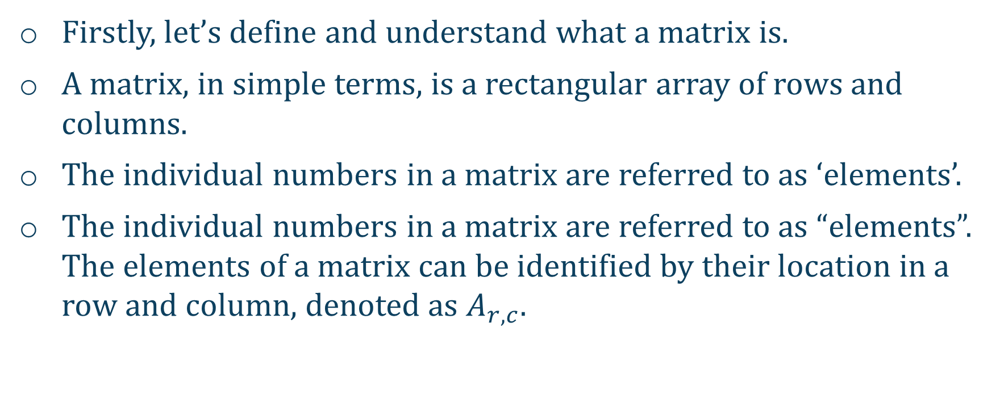 ○ Firstly, let’s define and understand what a matrix is.
○ A matrix, in simple terms, is a rectangular array of rows and
columns.
○ The individual numbers in a matrix are referred to as ‘elements’.
○ The individual numbers in a matrix are referred to as “elements”.
The elements of a matrix can be identified by their location in a
row and column, denoted as A_{r,c}.